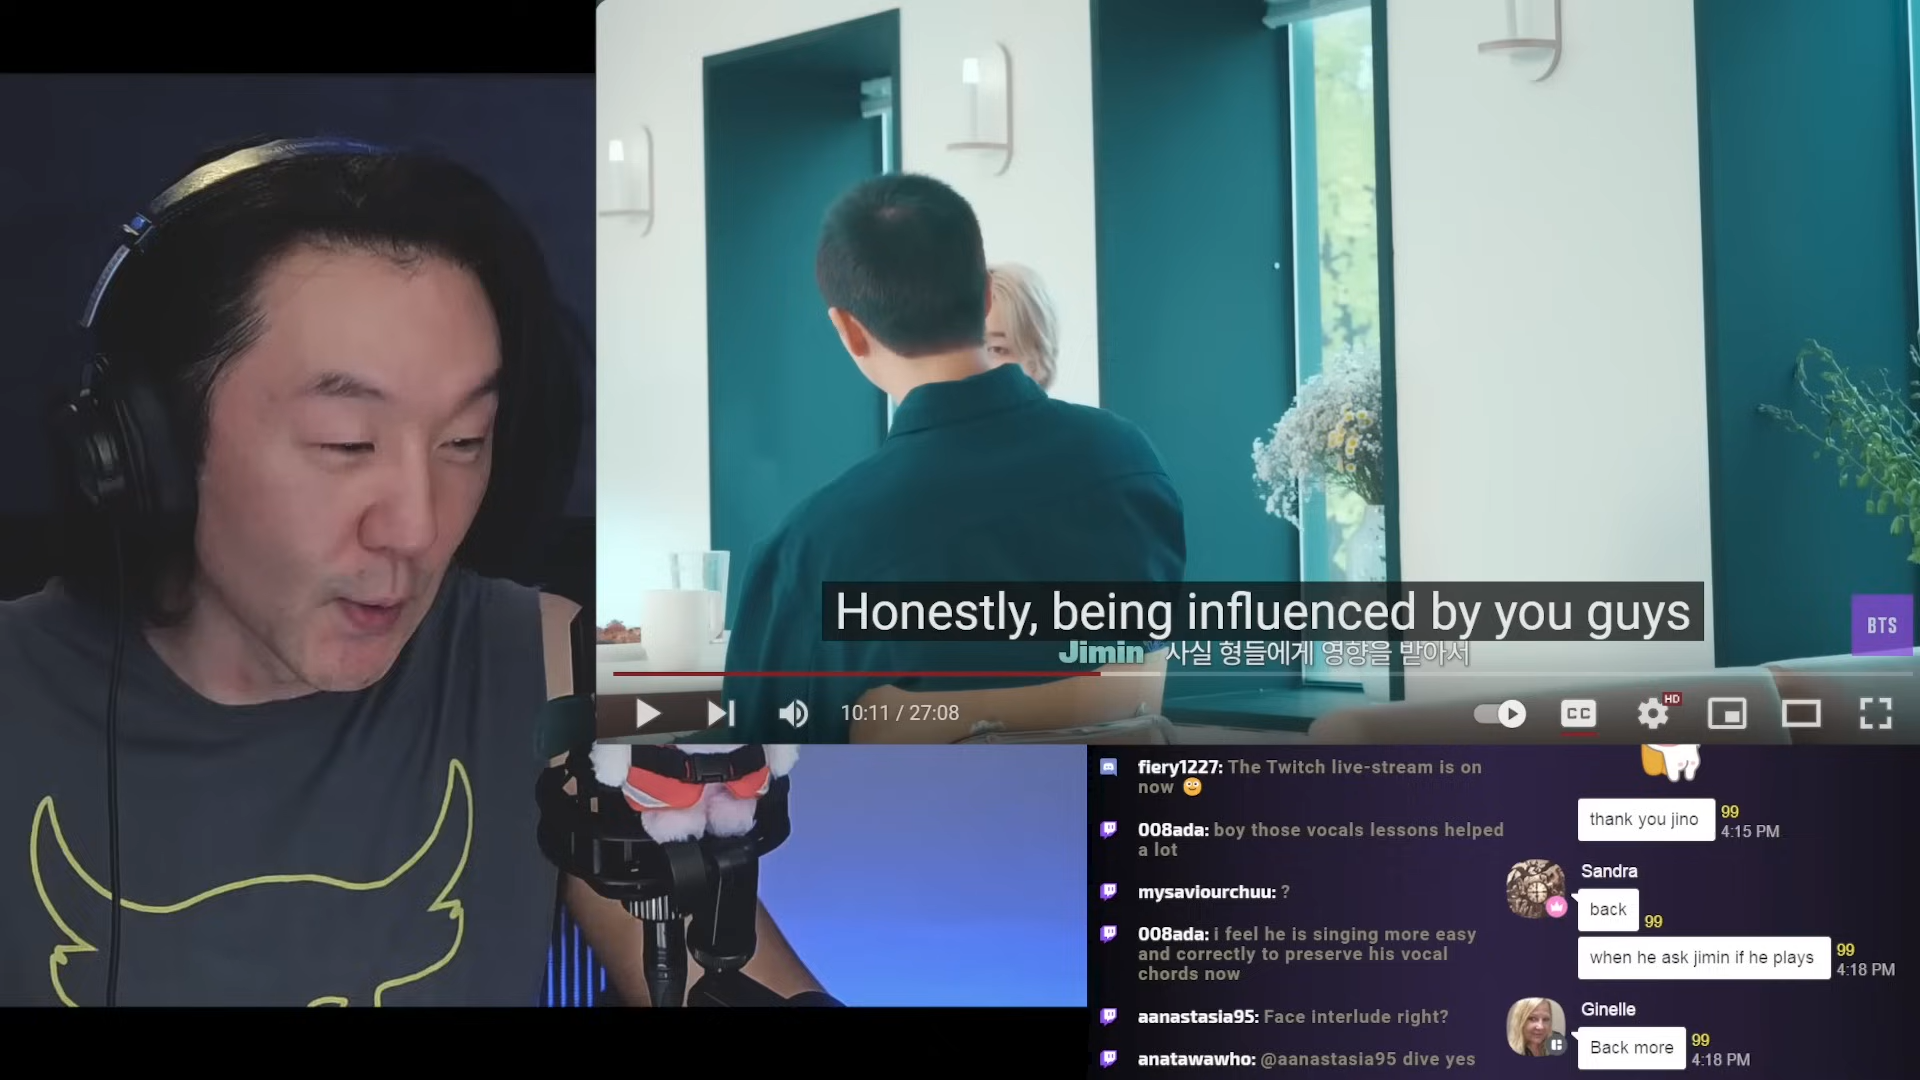 Honestly, being influenced by you guys
Jimin 사실 형들에게 영향을 받아서
BTS
10:11 / 27:08
CC
HD
fiery1227: The Twitch live-stream is on
now
008ada: boy those vocals lessons helped
a lot
mysaviourchuu: ?
008ada: i feel he is singing more easy
and correctly to preserve his vocal
chords now
aanastasia95: Face interlude right?
anatawawho: @aanastasia95 dive yes
thank you jino
99
4:15 PM
Sandra
back
99
when he ask jimin if he plays
99
4:18 PM
Ginelle
Back more
99
4:18 PM